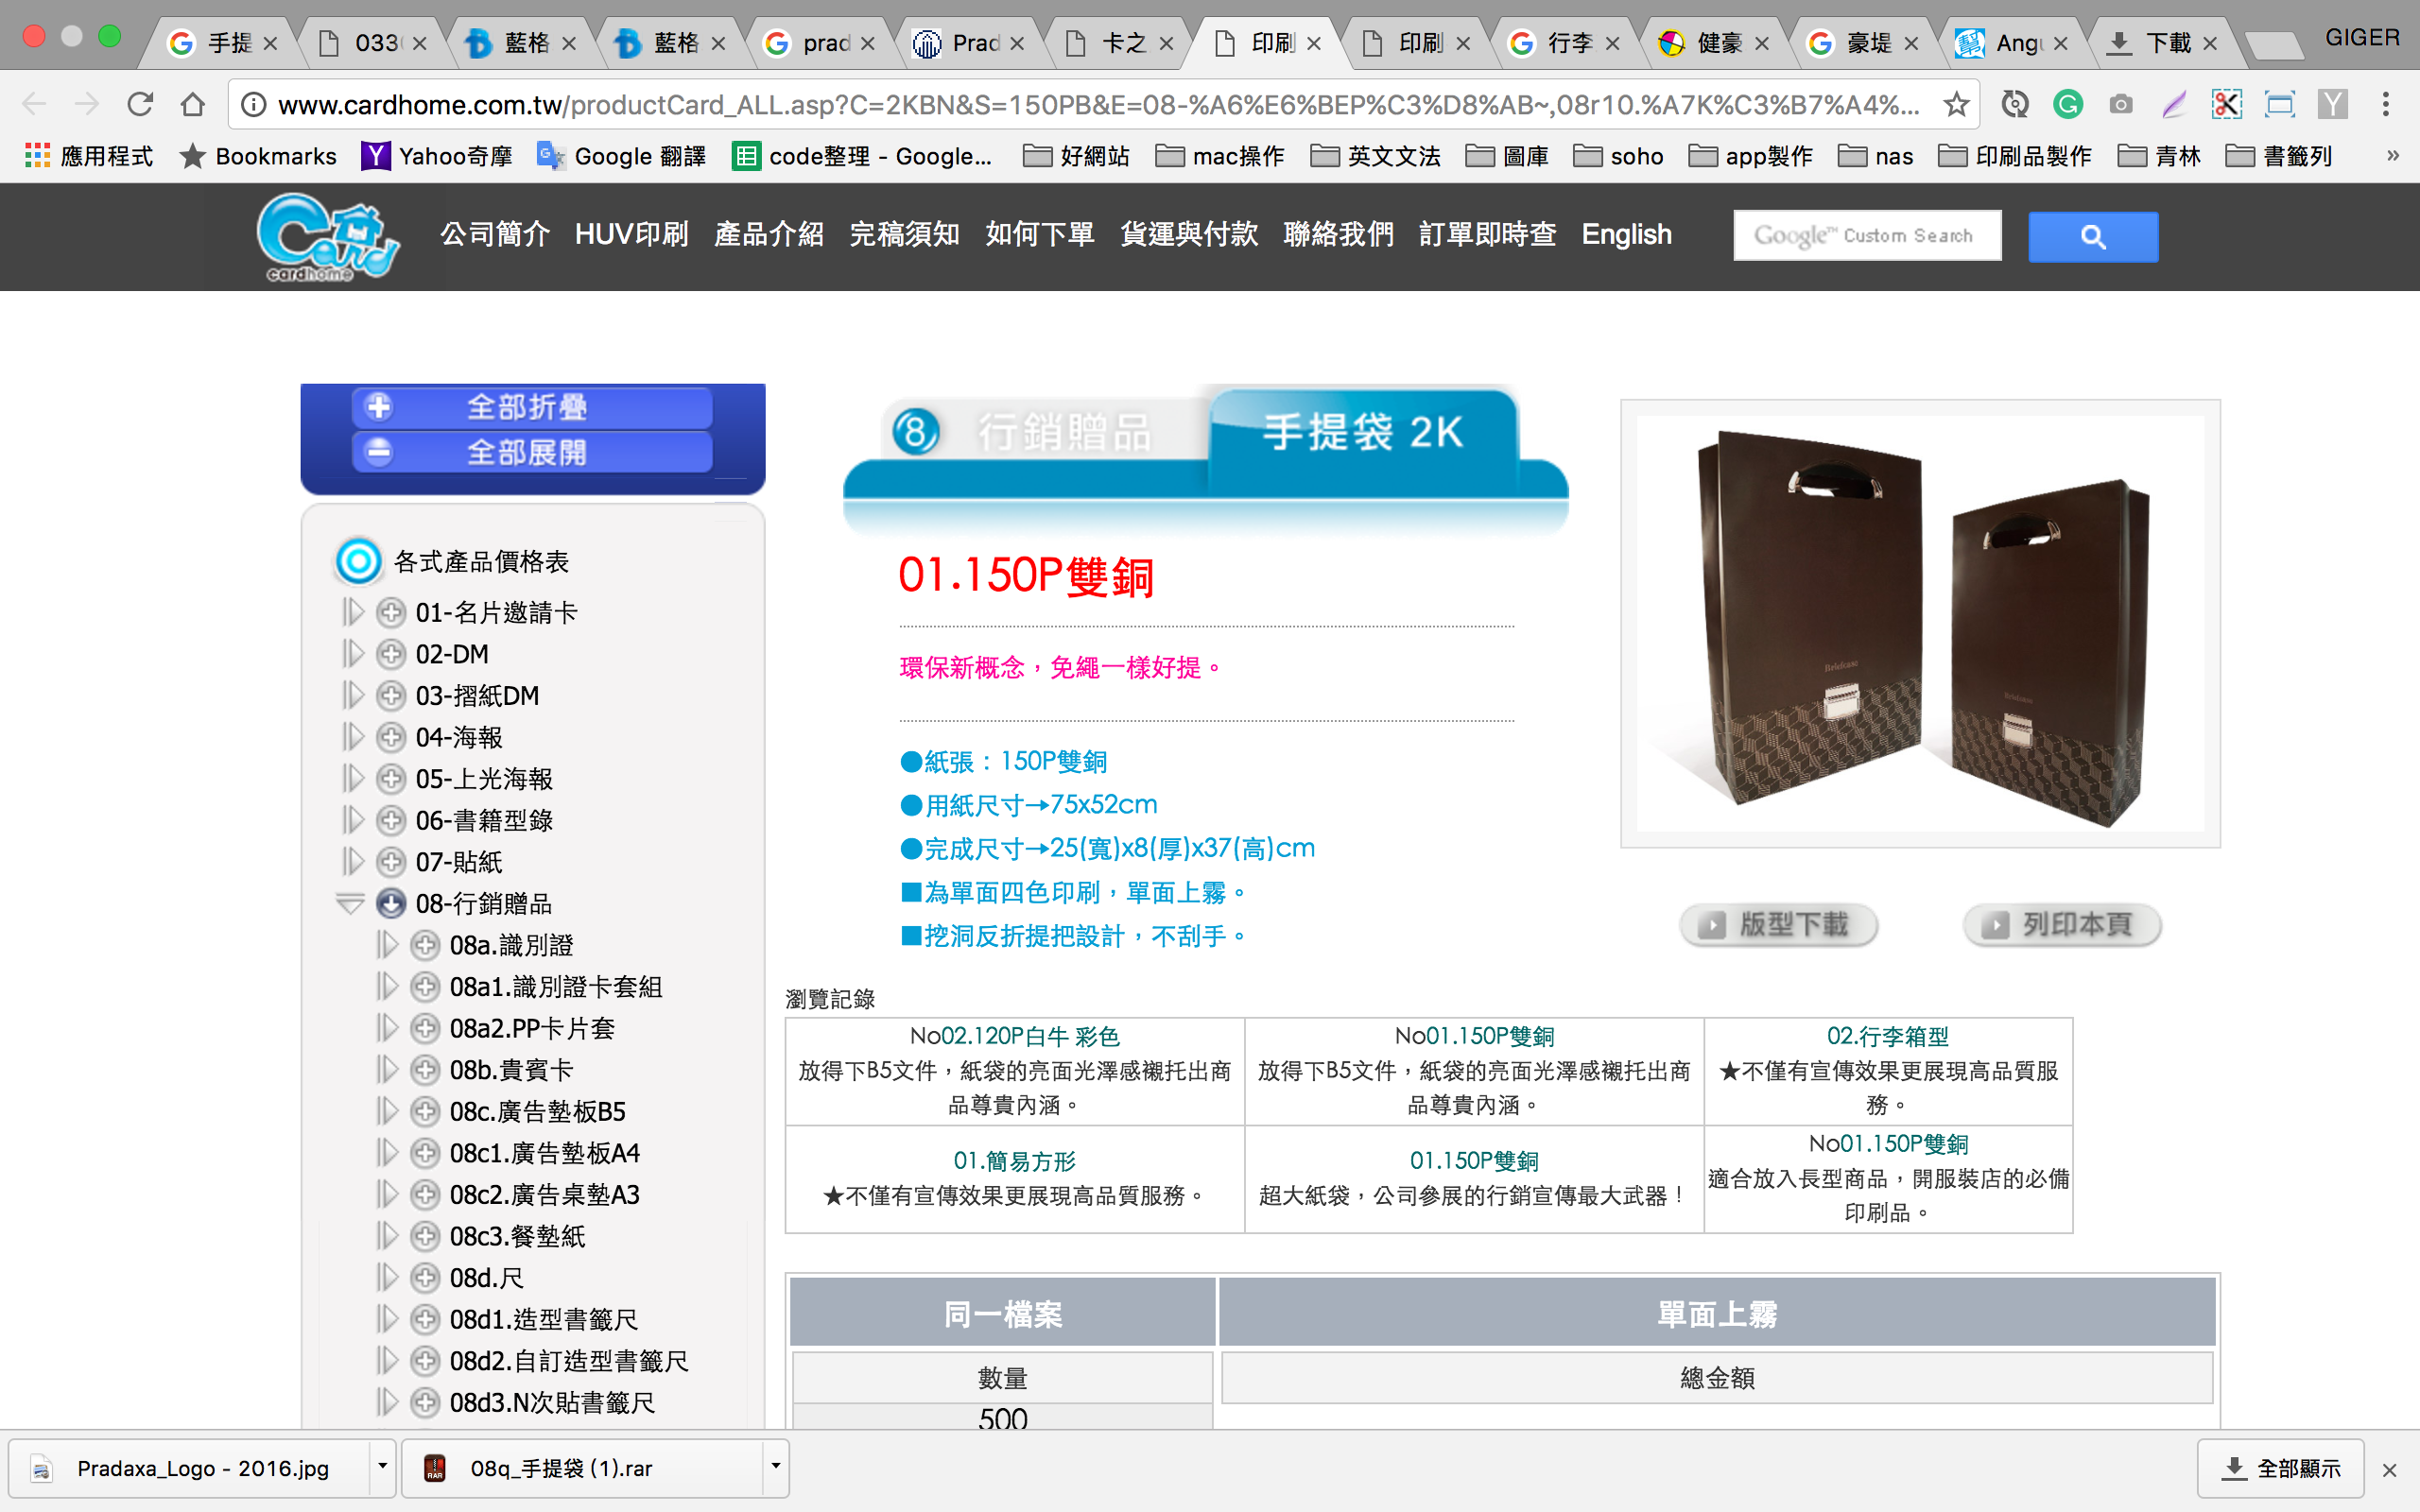 手提
033
藍格
藍格
prad
Prad
卡之
印刷
印刷
行李
健豪
豪堤
Angu
下載
GIGER
www.cardhome.com.tw/productCard_ALL.asp?C=2KBN&S=150PB&E=08-%A6%E6%BEP%C3%D8%AB~,08r10.%A7K%C3%B7%A4%...
應用程式
Bookmarks
Yahoo奇摩
Google 翻譯
code整理 - Google...
好網站
mac操作
英文文法
圖庫
soho
app製作
nas
印刷品製作
青林
書籤列
»
Card
cardhome
公司簡介 HUV印刷 產品介紹 完稿須知 如何下單 貨運與付款 聯絡我們 訂單即時查 English
Google™ Custom Search
全部折疊
全部展開
各式產品價格表
01-名片邀請卡
02-DM
03-摺紙DM
04-海報
05-上光海報
06-書籍型錄
07-貼紙
08-行銷贈品
08a.識別證
08a1.識別證卡套組
08a2.PP卡片套
08b.貴賓卡
08c.廣告墊板B5
08c1.廣告墊板A4
08c2.廣告桌墊A3
08c3.餐墊紙
08d.尺
08d1.造型書籤尺
08d2.自訂造型書籤尺
08d3.N次貼書籤尺
8 行銷贈品
手提袋 2K
01.150P雙銅
環保新概念，免繩一樣好提。
●紙張：150P雙銅
●用紙尺寸→75x52cm
●完成尺寸→25(寬)x8(厚)x37(高)cm
■為單面四色印刷，單面上霧。
■挖洞反折提把設計，不刮手。
版型下載
列印本頁
瀏覽記錄
No02.120P白牛 彩色
放得下B5文件，紙袋的亮面光澤感襯托出商
品尊貴內涵。
No01.150P雙銅
放得下B5文件，紙袋的亮面光澤感襯托出商
品尊貴內涵。
02.行李箱型
★不僅有宣傳效果更展現高品質服
務。
01.簡易方形
★不僅有宣傳效果更展現高品質服務。
01.150P雙銅
超大紙袋，公司參展的行銷宣傳最大武器！
No01.150P雙銅
適合放入長型商品，開服裝店的必備
印刷品。
同一檔案
單面上霧
數量
總金額
500
Pradaxa_Logo - 2016.jpg
08q_手提袋 (1).rar
全部顯示